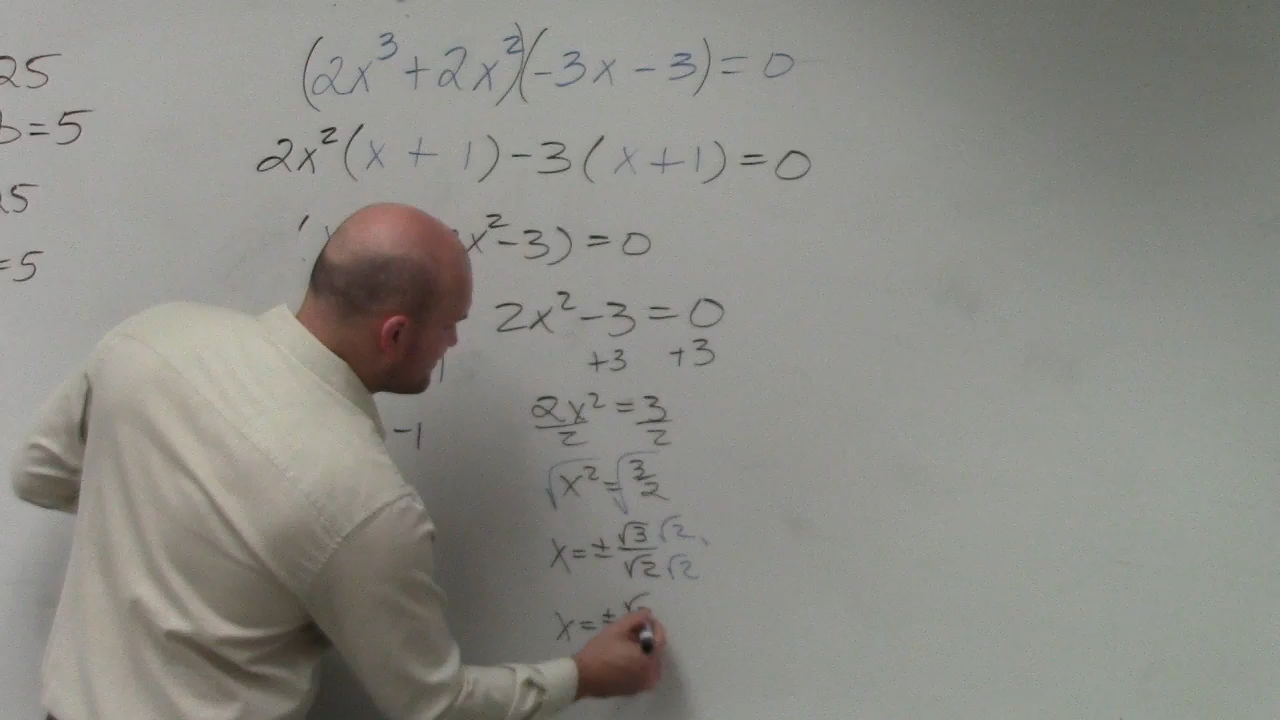 25
b=5
25
=5
(2x³+2x²)(-3x-3)=0
2x²(x+1)-3(x+1)=0
x²-3)=0
2x²-3=0
+3 +3
2x²/2=3/2
-1
√x²=√3/2
x=±√3√2/√2√2
x=±√